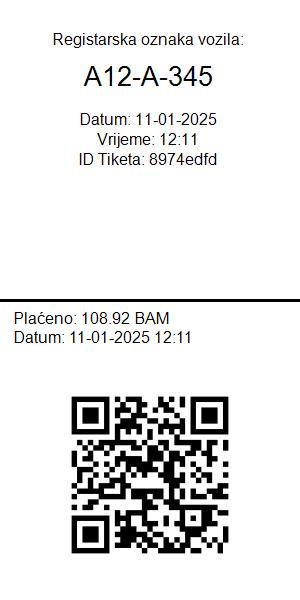 Registarska oznaka vozila:
A12-A-345
Datum: 11-01-2025
Vrijeme: 12:11
ID Tiketa: 8974edfd
Plaćeno: 108.92 BAM
Datum: 11-01-2025 12:11